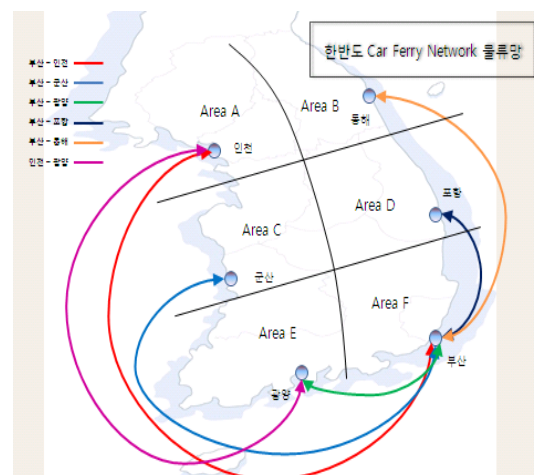 한반도 Car Ferry Network 물류망
부산 – 인천
부산 – 군산
부산 – 광양
부산 – 포항
부산 – 동해
인천 – 광양
Area A
Area B
동해
인천
포항
Area D
Area C
군산
Area F
Area E
부산
광양